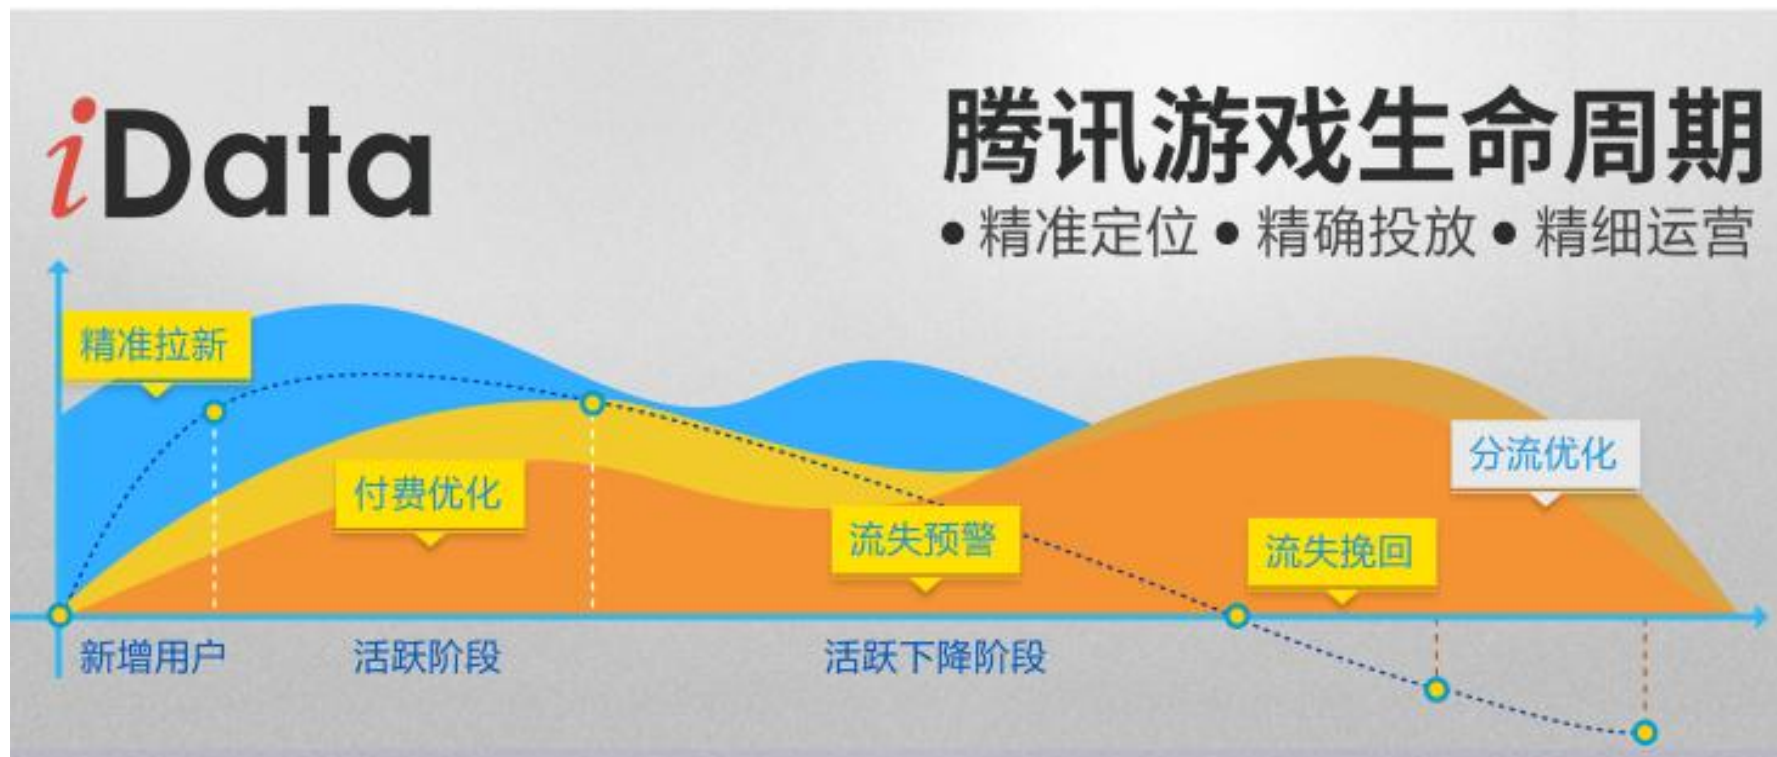 iData
腾讯游戏生命周期
•精准定位•精确投放•精细运营
精准拉新
付费优化
流失预警
流失挽回
分流优化
新增用户
活跃阶段
活跃下降阶段